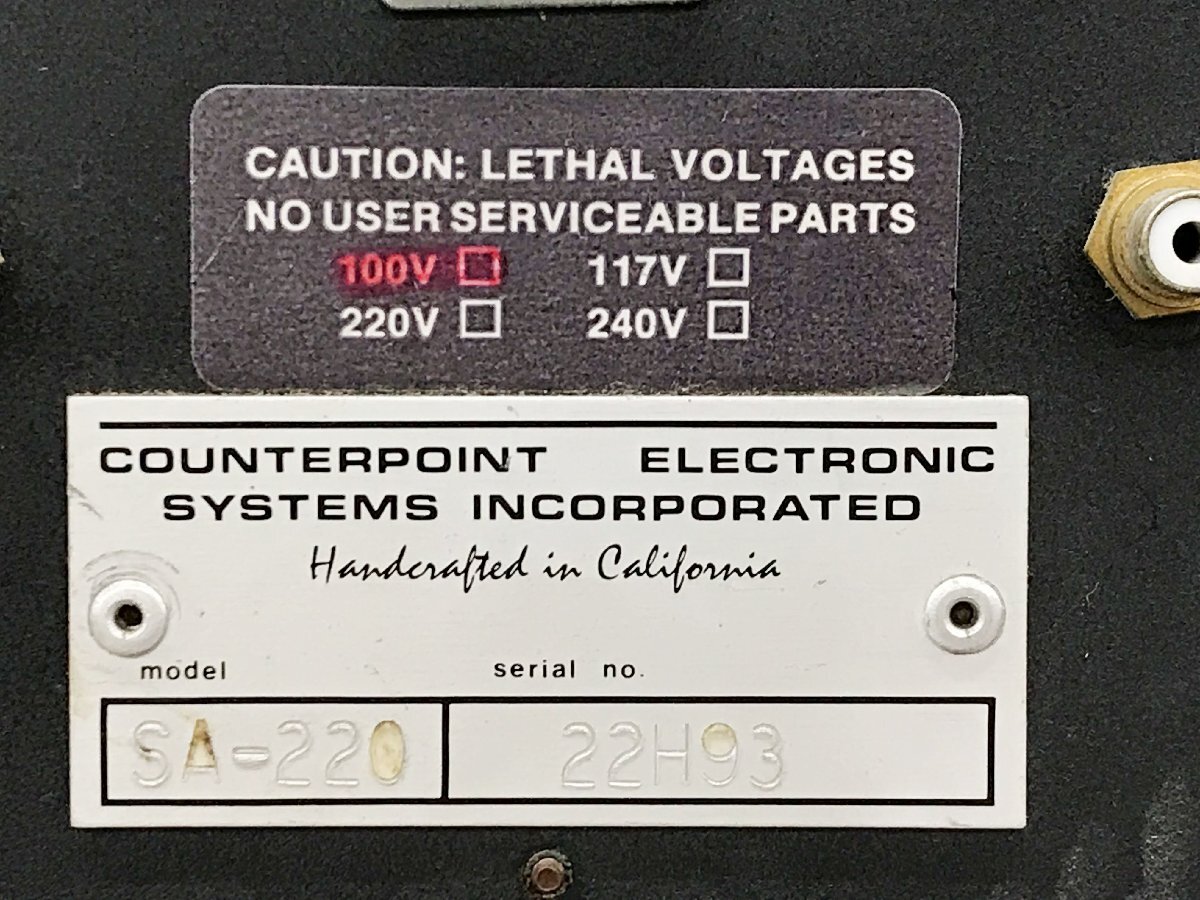 CAUTION: LETHAL VOLTAGES
NO USER SERVICEABLE PARTS
100V 117V
220V 240V
COUNTERPOINT ELECTRONIC
SYSTEMS INCORPORATED
Handcrafted in California
model serial no.
SA-220 22H93